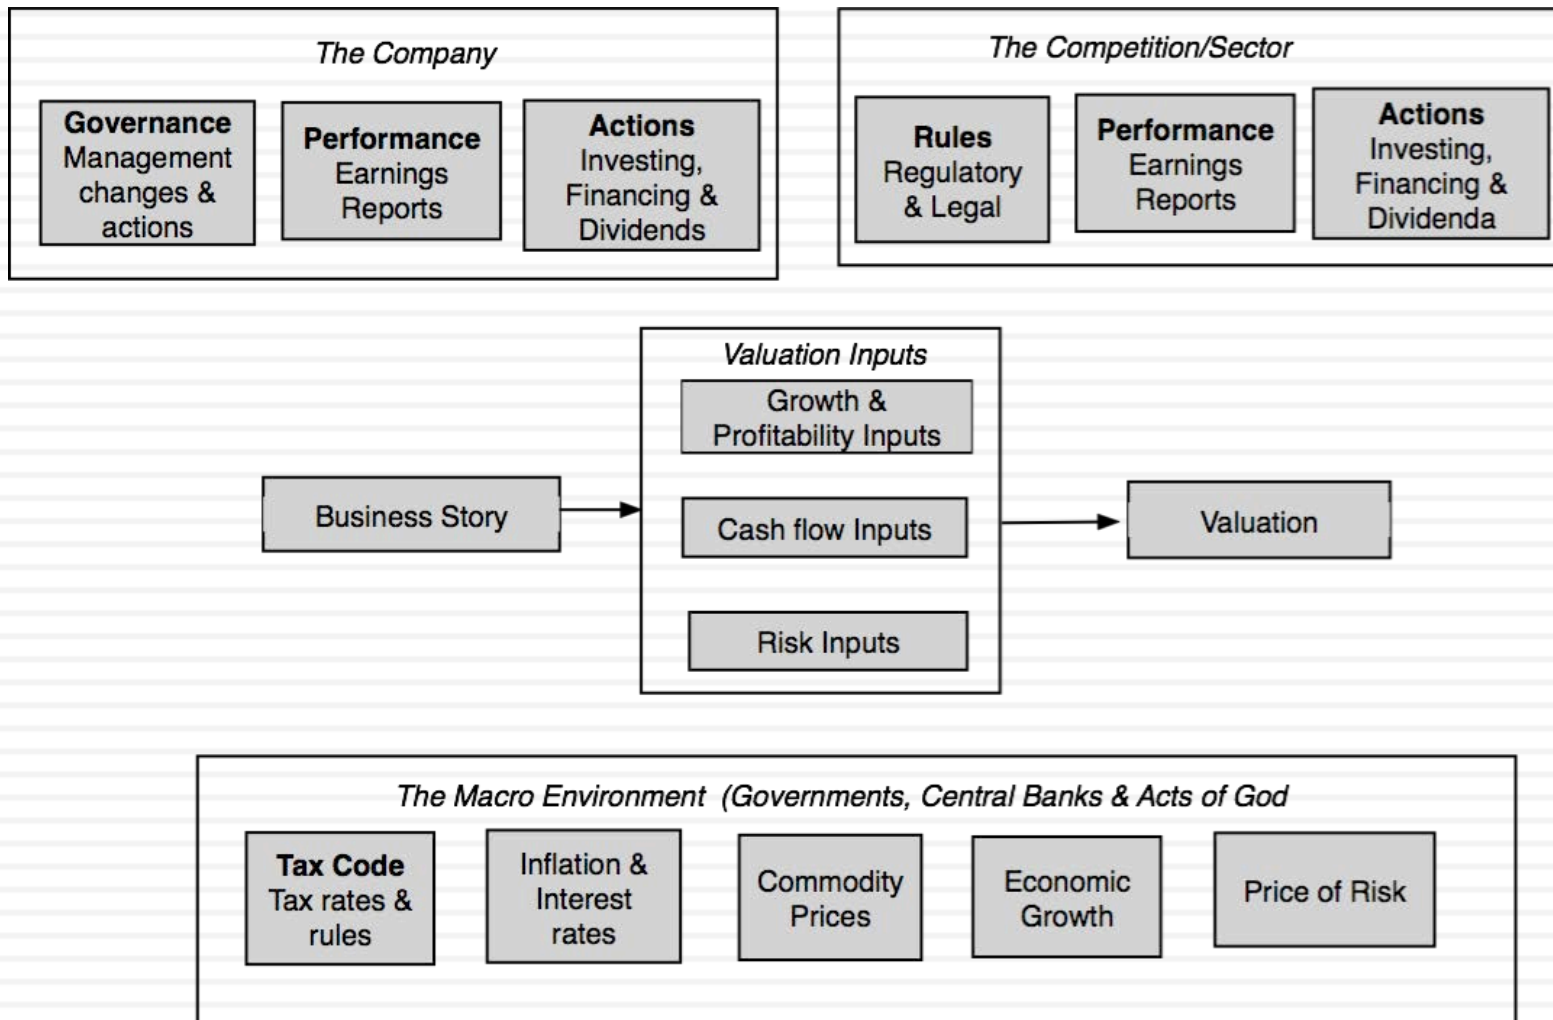 The Company
Governance
Management
changes &
actions
Performance
Earnings
Reports
Actions
Investing,
Financing &
Dividends
The Competition/Sector
Rules
Regulatory
& Legal
Performance
Earnings
Reports
Actions
Investing,
Financing &
Dividenda
Valuation Inputs
Growth &
Profitability Inputs
Business Story
Cash flow Inputs
Valuation
Risk Inputs
The Macro Environment (Governments, Central Banks & Acts of God
Tax Code
Tax rates &
rules
Inflation &
Interest
rates
Commodity
Prices
Economic
Growth
Price of Risk